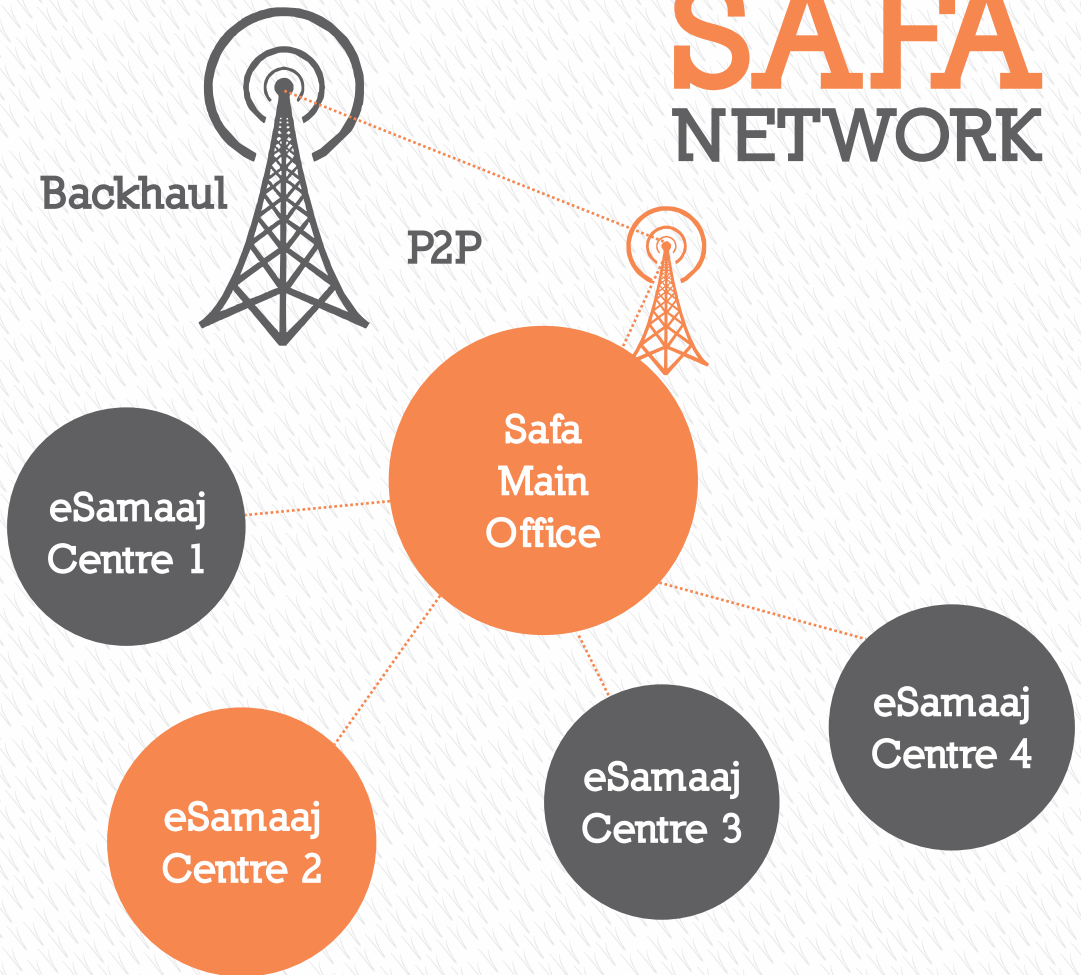 SAFA
NETWORK
Backhaul
P2P
Safa
Main
Office
eSamaaj
Centre 1
eSamaaj
Centre 2
eSamaaj
Centre 3
eSamaaj
Centre 4